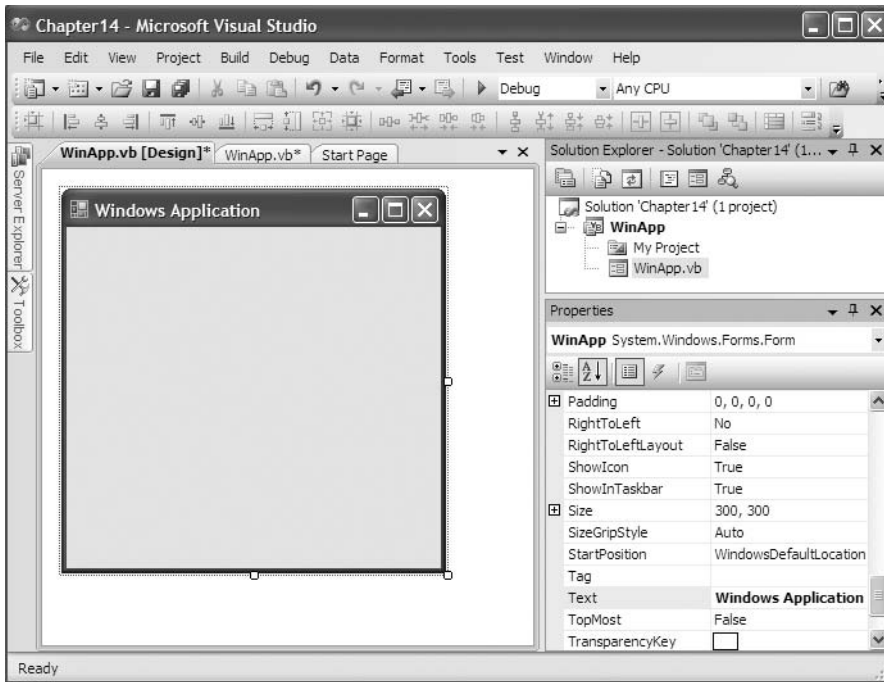 Chapter14 - Microsoft Visual Studio
File Edit View Project Build Debug Data Format Tools Test Window Help
Debug Any CPU
WinApp.vb [Design]* WinApp.vb* Start Page
Server Explorer
Toolbox
Windows Application
Solution Explorer - Solution 'Chapter14' (1...
Solution 'Chapter14' (1 project)
WinApp
My Project
WinApp.vb
Properties
WinApp System.Windows.Forms.Form
Padding 0, 0, 0, 0
RightToLeft No
RightToLeftLayout False
ShowIcon True
ShowInTaskbar True
Size 300, 300
SizeGripStyle Auto
StartPosition WindowsDefaultLocation
Tag
Text Windows Application
TopMost False
TransparencyKey
Ready